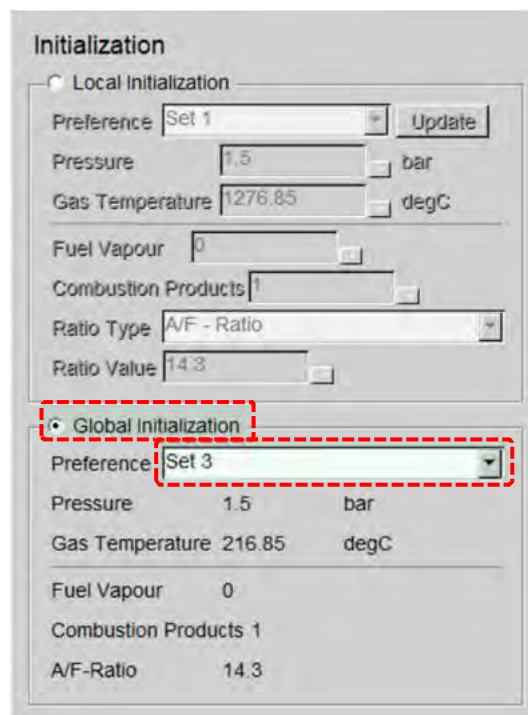 Initialization
Local Initialization
Preference Set 1 Update
Pressure 1.5 bar
Gas Temperature 1276.85 degC
Fuel Vapour 0
Combustion Products 1
Ratio Type A/F - Ratio
Ratio Value 14.3
Global Initialization
Preference Set 3
Pressure 1.5 bar
Gas Temperature 216.85 degC
Fuel Vapour 0
Combustion Products 1
A/F-Ratio 14.3